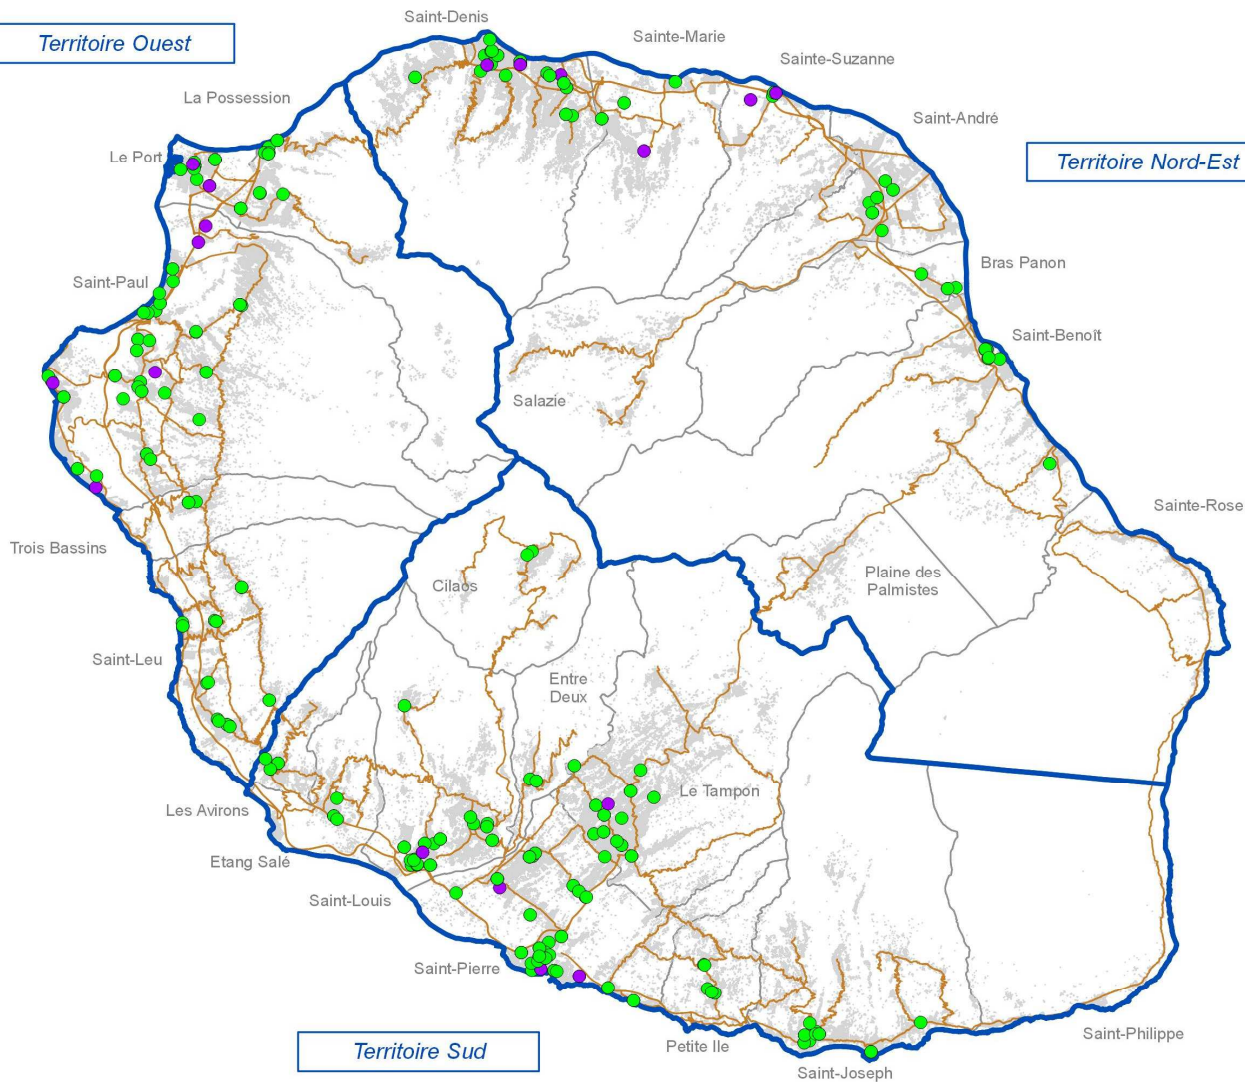 Saint-Denis
Territoire Ouest
Sainte-Marie
Sainte-Suzanne
La Possession
Saint-André
Le Port
Territoire Nord-Est
Bras Panon
Saint-Paul
Saint-Benoît
Salazie
Sainte-Rose
Trois Bassins
Plaine des
Palmistes
Cilaos
Saint-Leu
Entre
Deux
Le Tampon
Les Avirons
Etang Salé
Saint-Louis
Saint-Pierre
Saint-Philippe
Petite Ile
Territoire Sud
Saint-Joseph